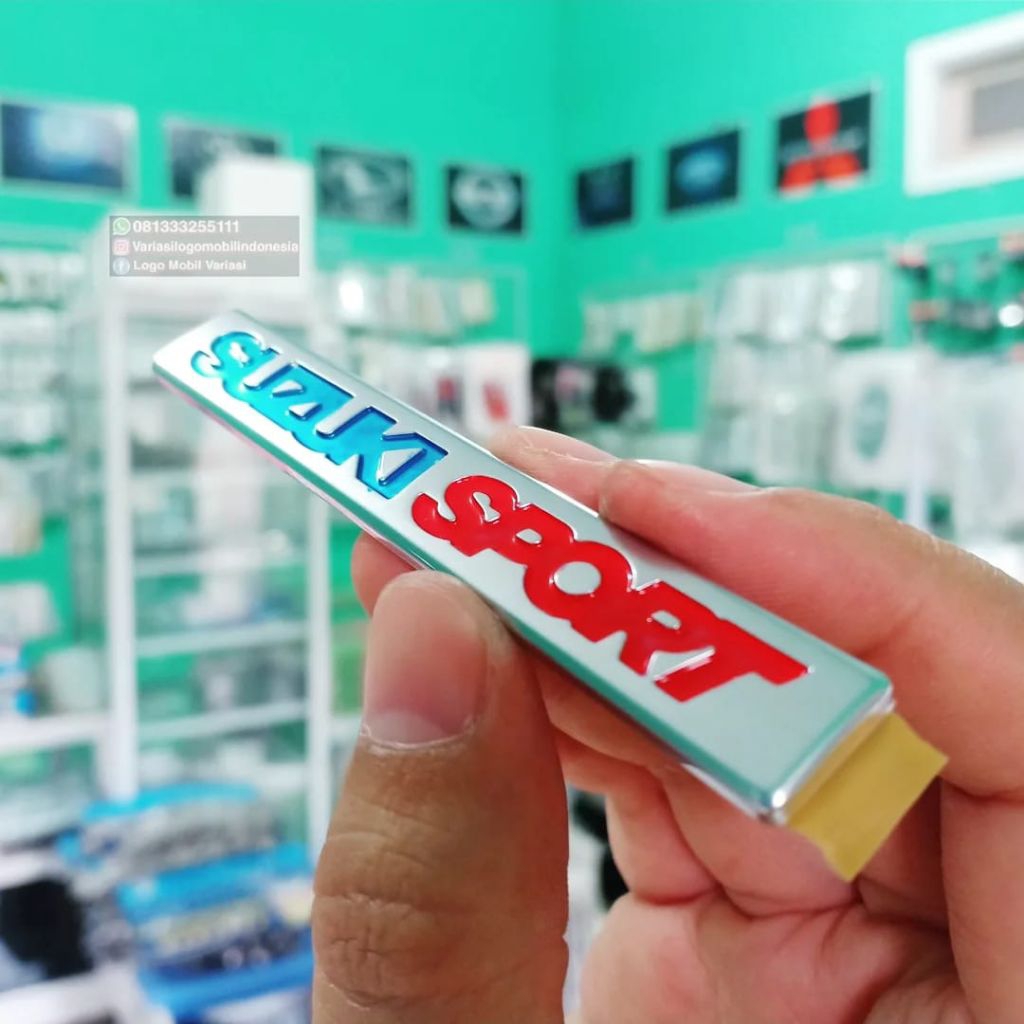 081333255111
Variasilogomobilindonesia
Logo Mobil Variasi
SUZUKI SPORT